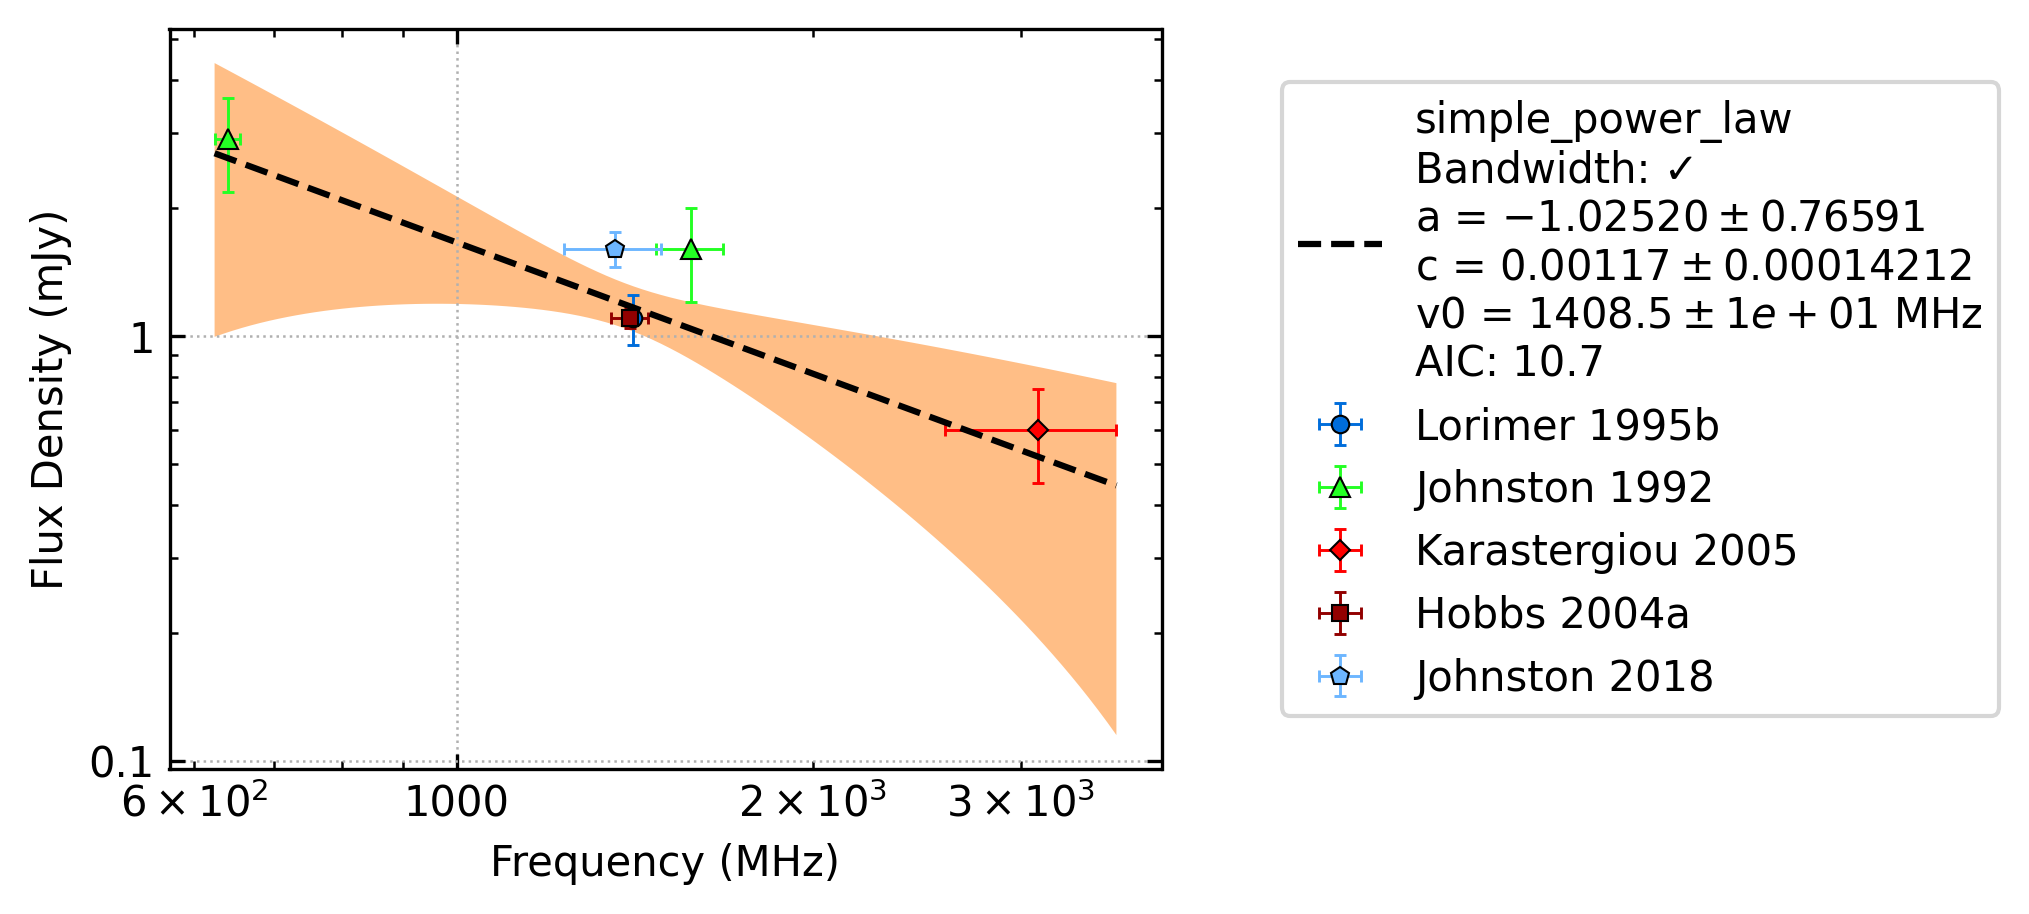 Flux Density (mJy)
1
0.1
6 × 10²
1000
2 × 10³
3 × 10³
Frequency (MHz)
simple_power_law
Bandwidth: ✓
a = −1.02520 ± 0.76591
c = 0.00117 ± 0.00014212
v0 = 1408.5 ± 1e + 01 MHz
AIC: 10.7
Lorimer 1995b
Johnston 1992
Karastergiou 2005
Hobbs 2004a
Johnston 2018